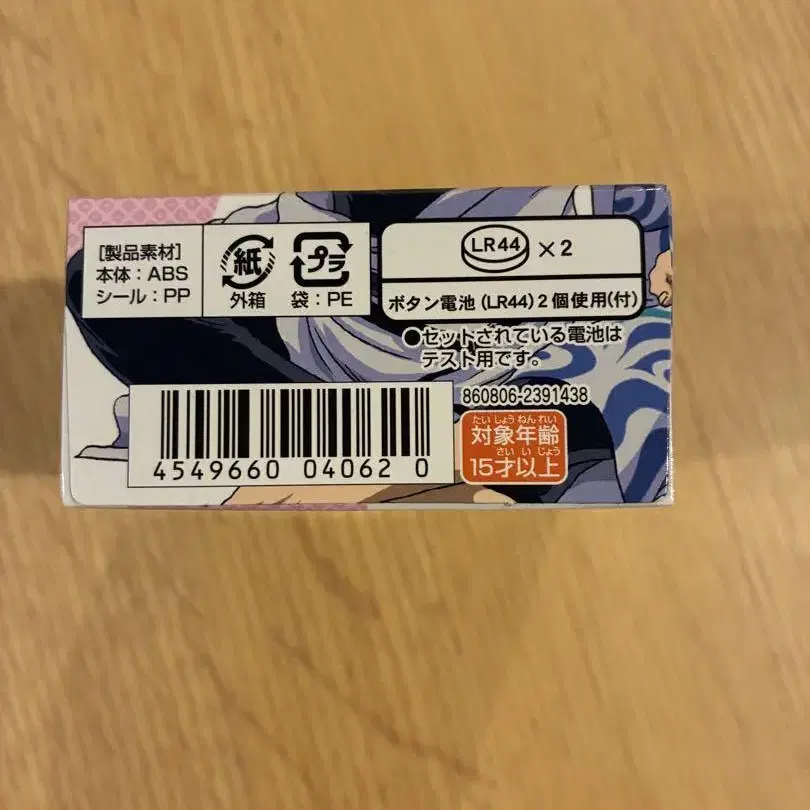 [製品素材]
本体：ABS
シール：PP
紙
外箱
プラ
袋：PE
LR44 ×2
ボタン電池(LR44)2個使用(付)
●セットされている電池は
テスト用です。
860806-2391438
4549660 04062 0
たいしょうねんれい
対象年齢
さいいじょう
15才以上